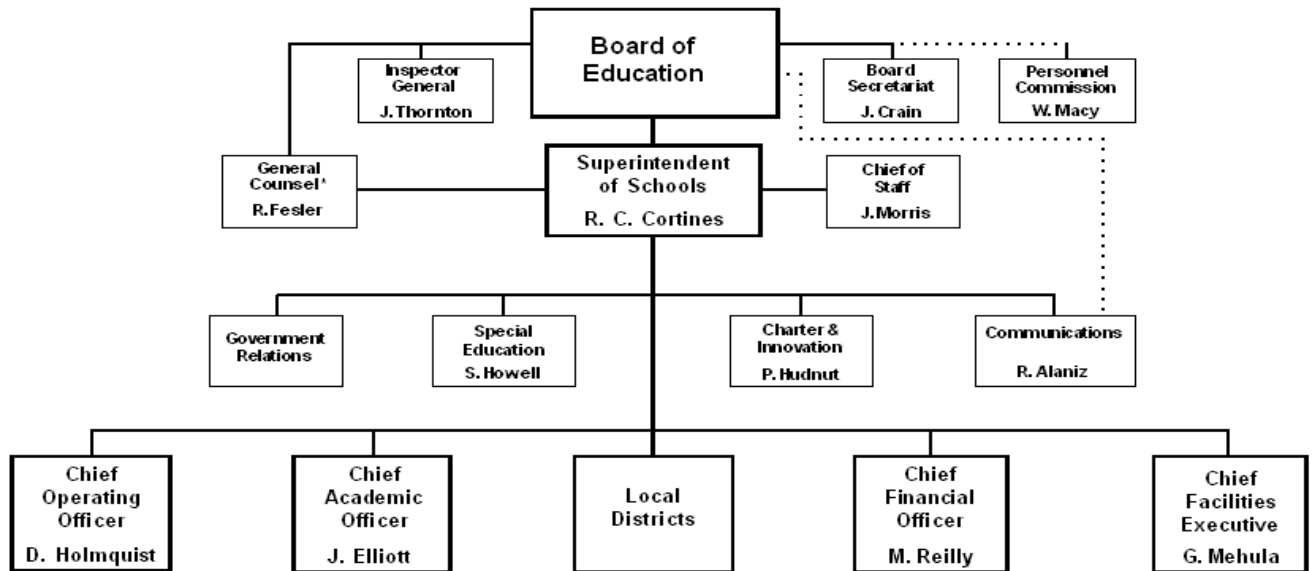 Board of
Education
Inspector
General
J. Thornton
Board
Secretariat
J. Crain
Personnel
Commission
W. Macy
General
Counsel*
R. Fesler
Superintendent
of Schools
R. C. Cortines
Chief of
Staff
J. Morris
Government
Relations
Special
Education
S. Howell
Charter &
Innovation
P. Hudnut
Communications
R. Alaniz
Chief
Operating
Officer
D. Holmquist
Chief
Academic
Officer
J. Elliott
Local
Districts
Chief
Financial
Officer
M. Reilly
Chief
Facilities
Executive
G. Mehula